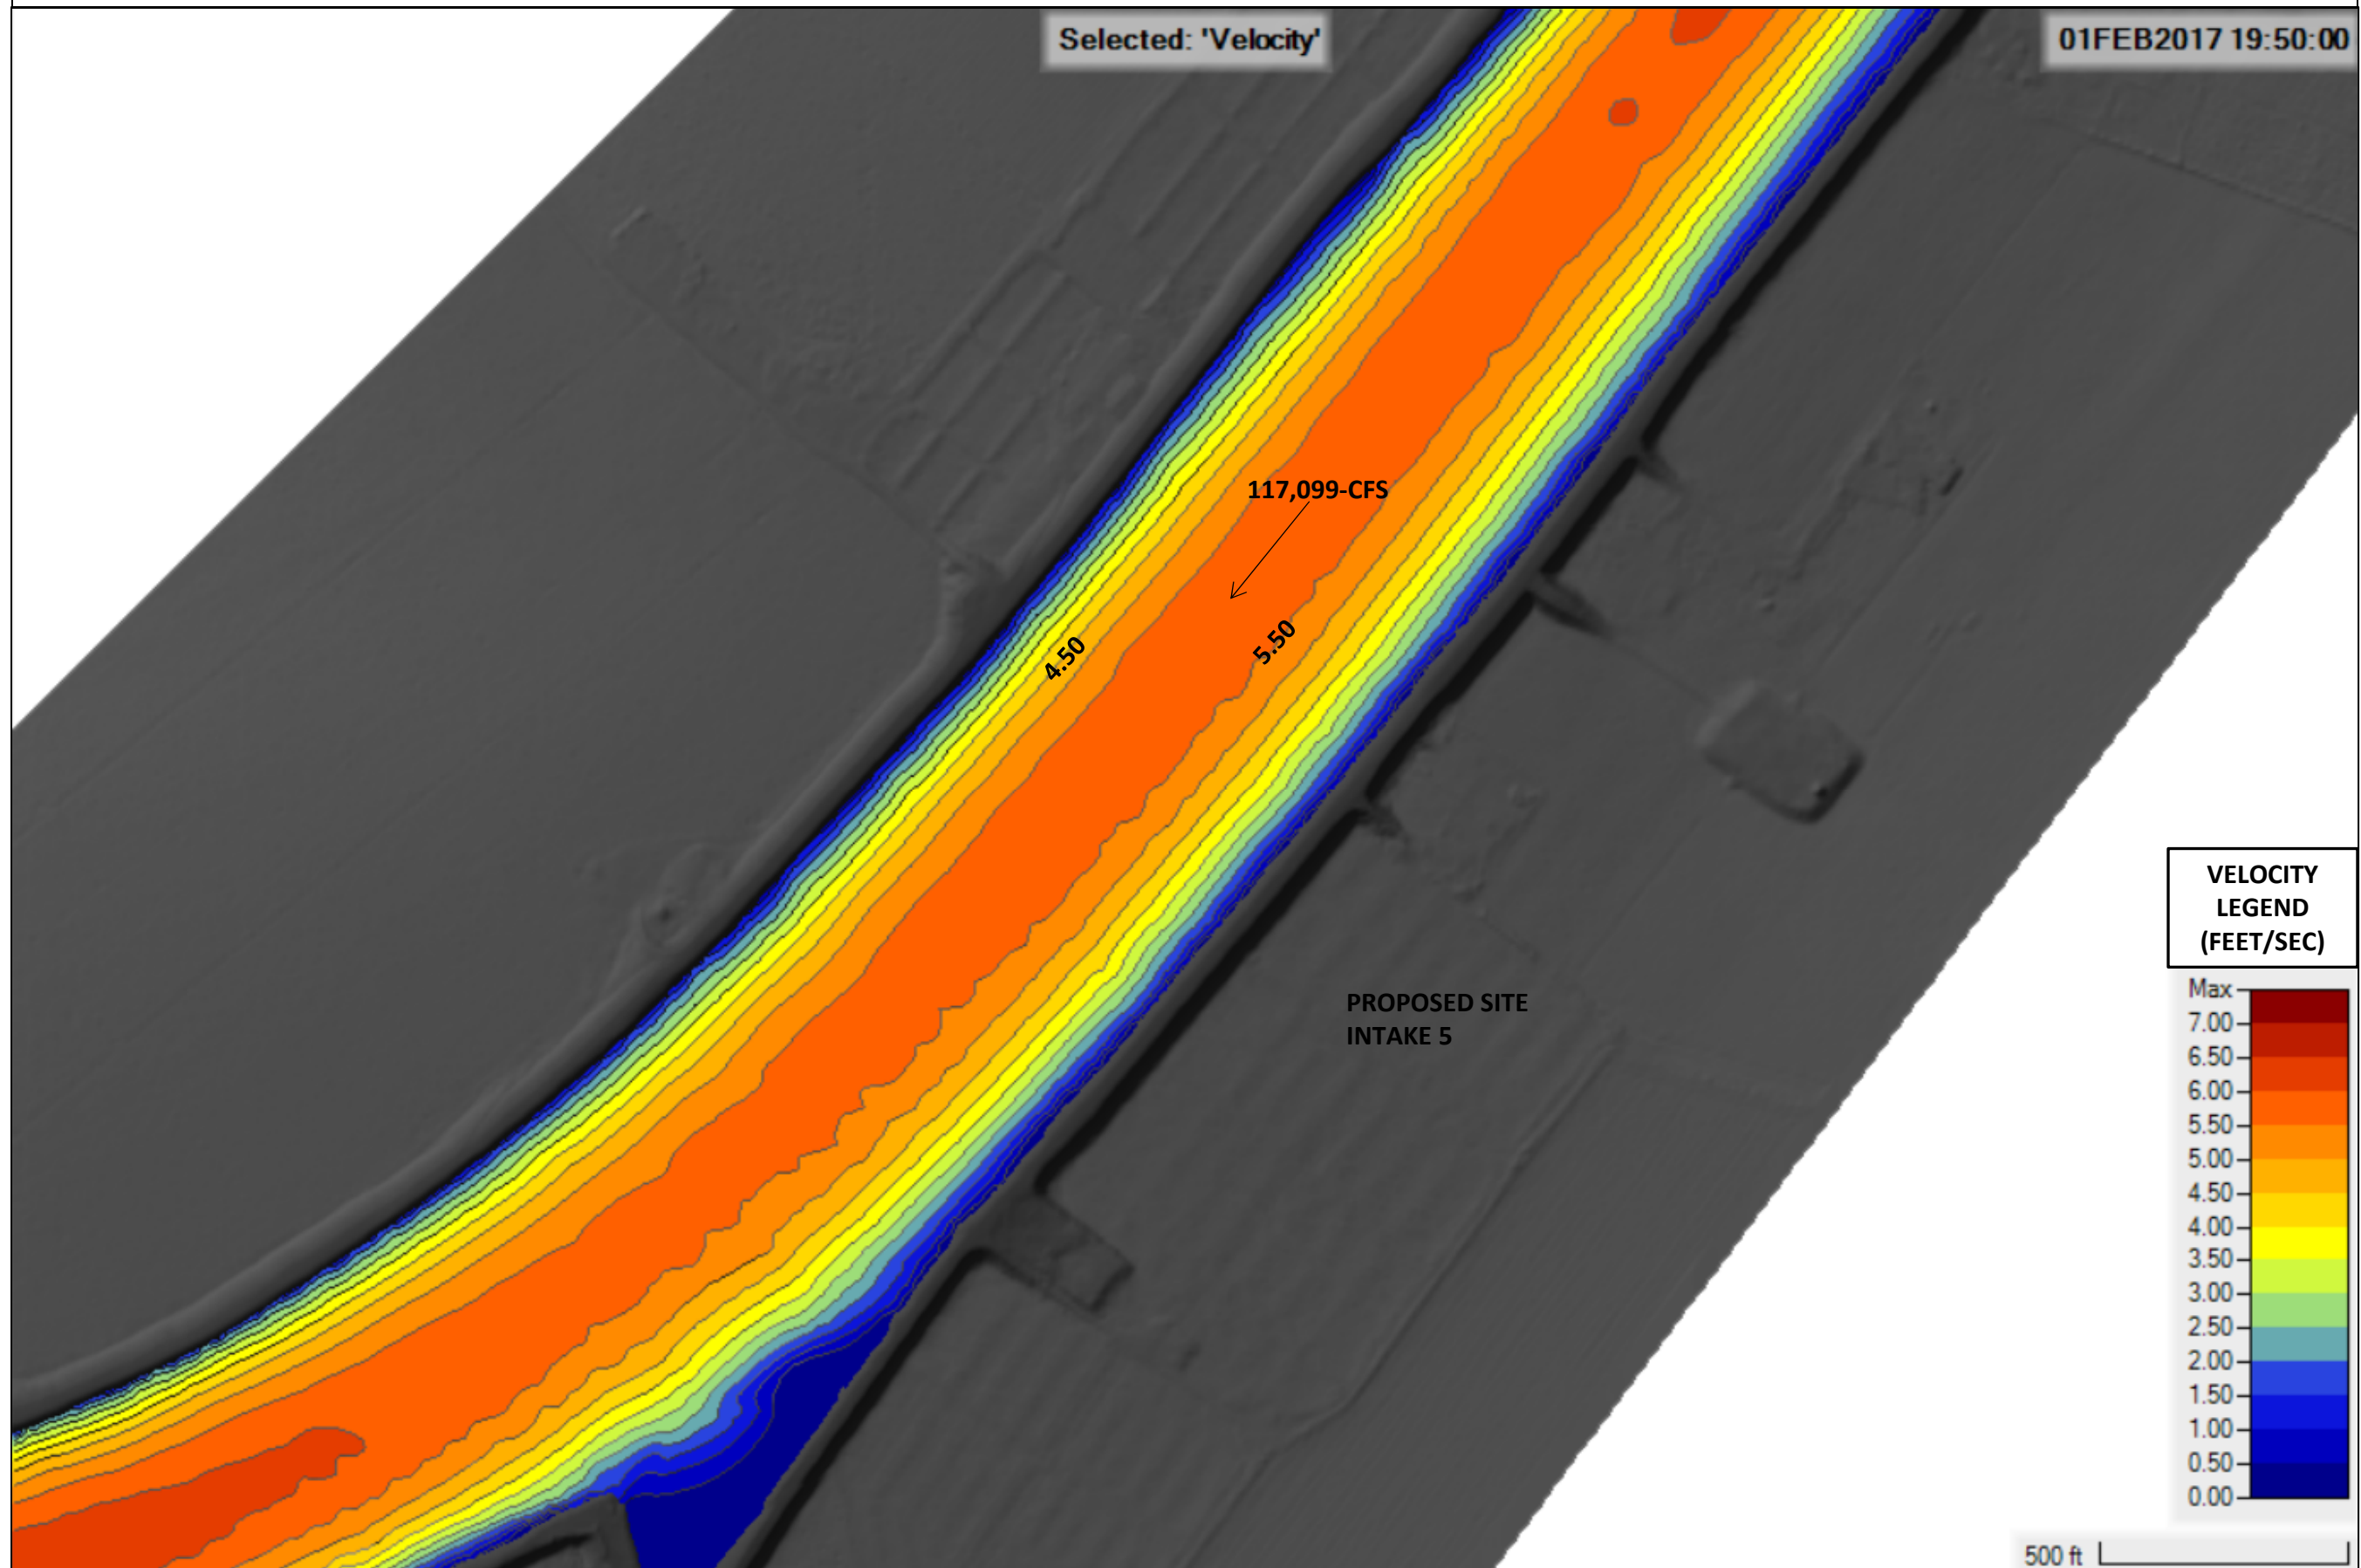 Selected: 'Velocity'
01FEB2017 19:50:00
117,099-CFS
4.50
5.50
PROPOSED SITE
INTAKE 5
VELOCITY
LEGEND
(FEET/SEC)
Max
7.00
6.50
6.00
5.50
5.00
4.50
4.00
3.50
3.00
2.50
2.00
1.50
1.00
0.50
0.00
500 ft